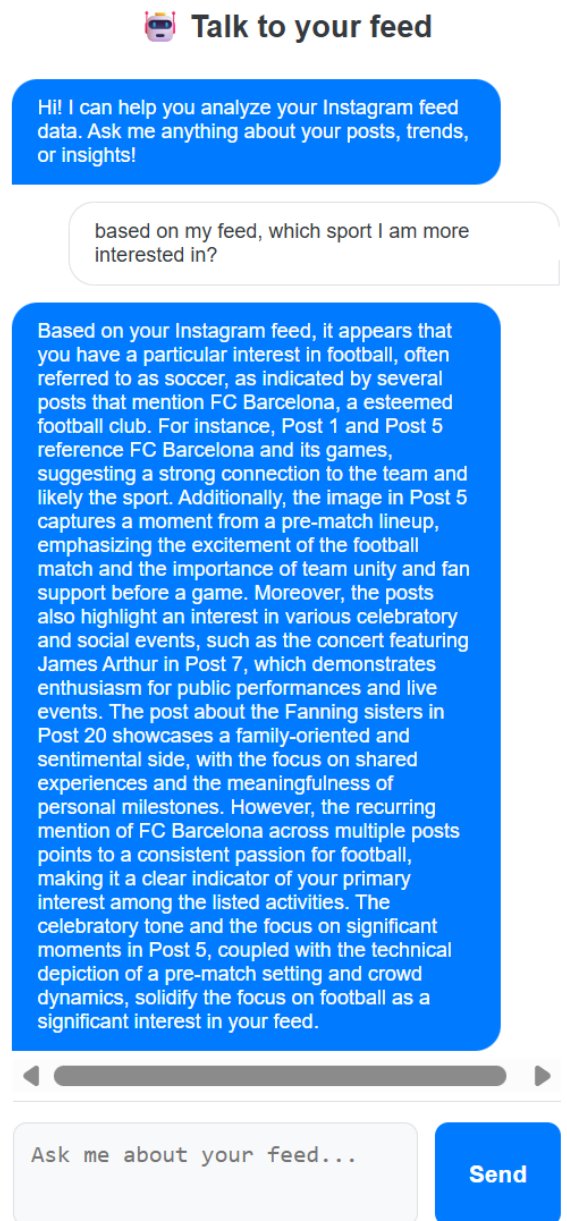 Talk to your feed
Hi! I can help you analyze your Instagram feed
data. Ask me anything about your posts, trends,
or insights!
based on my feed, which sport I am more
interested in?
Based on your Instagram feed, it appears that
you have a particular interest in football, often
referred to as soccer, as indicated by several
posts that mention FC Barcelona, a esteemed
football club. For instance, Post 1 and Post 5
reference FC Barcelona and its games,
suggesting a strong connection to the team and
likely the sport. Additionally, the image in Post 5
captures a moment from a pre-match lineup,
emphasizing the excitement of the football
match and the importance of team unity and fan
support before a game. Moreover, the posts
also highlight an interest in various celebratory
and social events, such as the concert featuring
James Arthur in Post 7, which demonstrates
enthusiasm for public performances and live
events. The post about the Fanning sisters in
Post 20 showcases a family-oriented and
sentimental side, with the focus on shared
experiences and the meaningfulness of
personal milestones. However, the recurring
mention of FC Barcelona across multiple posts
points to a consistent passion for football,
making it a clear indicator of your primary
interest among the listed activities. The
celebratory tone and the focus on significant
moments in Post 5, coupled with the technical
depiction of a pre-match setting and crowd
dynamics, solidify the focus on football as a
significant interest in your feed.
Ask me about your feed...
Send